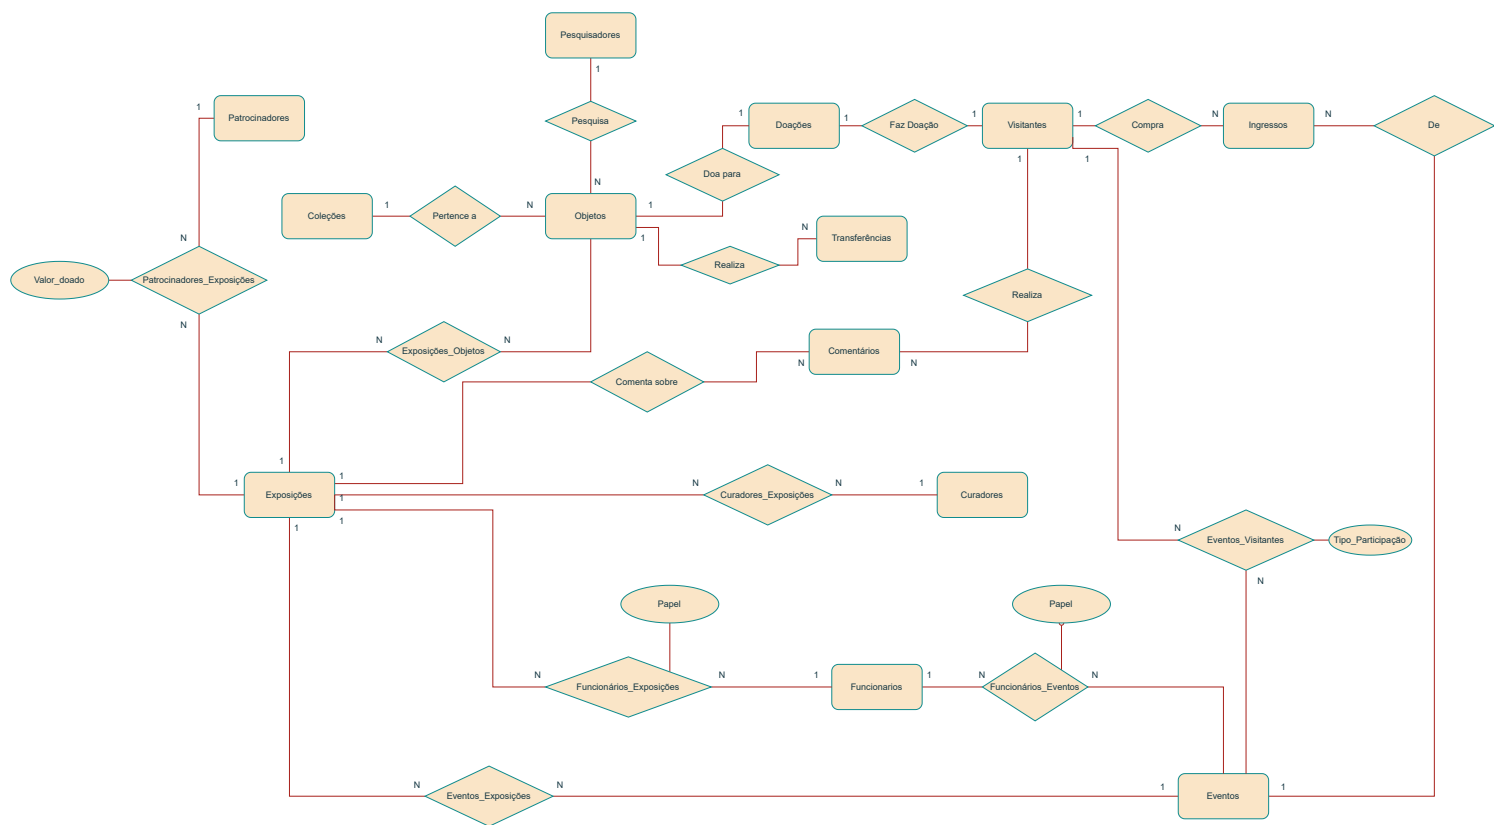 Pesquisadores
1
Pesquisa
N
Patrocinadores
1
N
Doações
1
1
Faz Doação
1
Visitantes
1
Compra
N
Ingressos
N
De
1
1
Doa para
1
Coleções
1
Pertence a
N
Objetos
1
Realiza
N
Transferências
Valor_doado
Patrocinadores_Exposições
N
Realiza
N
Exposições_Objetos
N
Comenta sobre
N
Comentários
N
1
1
1
Exposições
1
1
1
N
Curadores_Exposições
N
1
Curadores
N
Eventos_Visitantes
Tipo_Participação
N
Papel
Papel
N
Funcionários_Exposições
N
1
Funcionarios
1
N
Funcionários_Eventos
N
N
Eventos_Exposições
N
1
Eventos
1